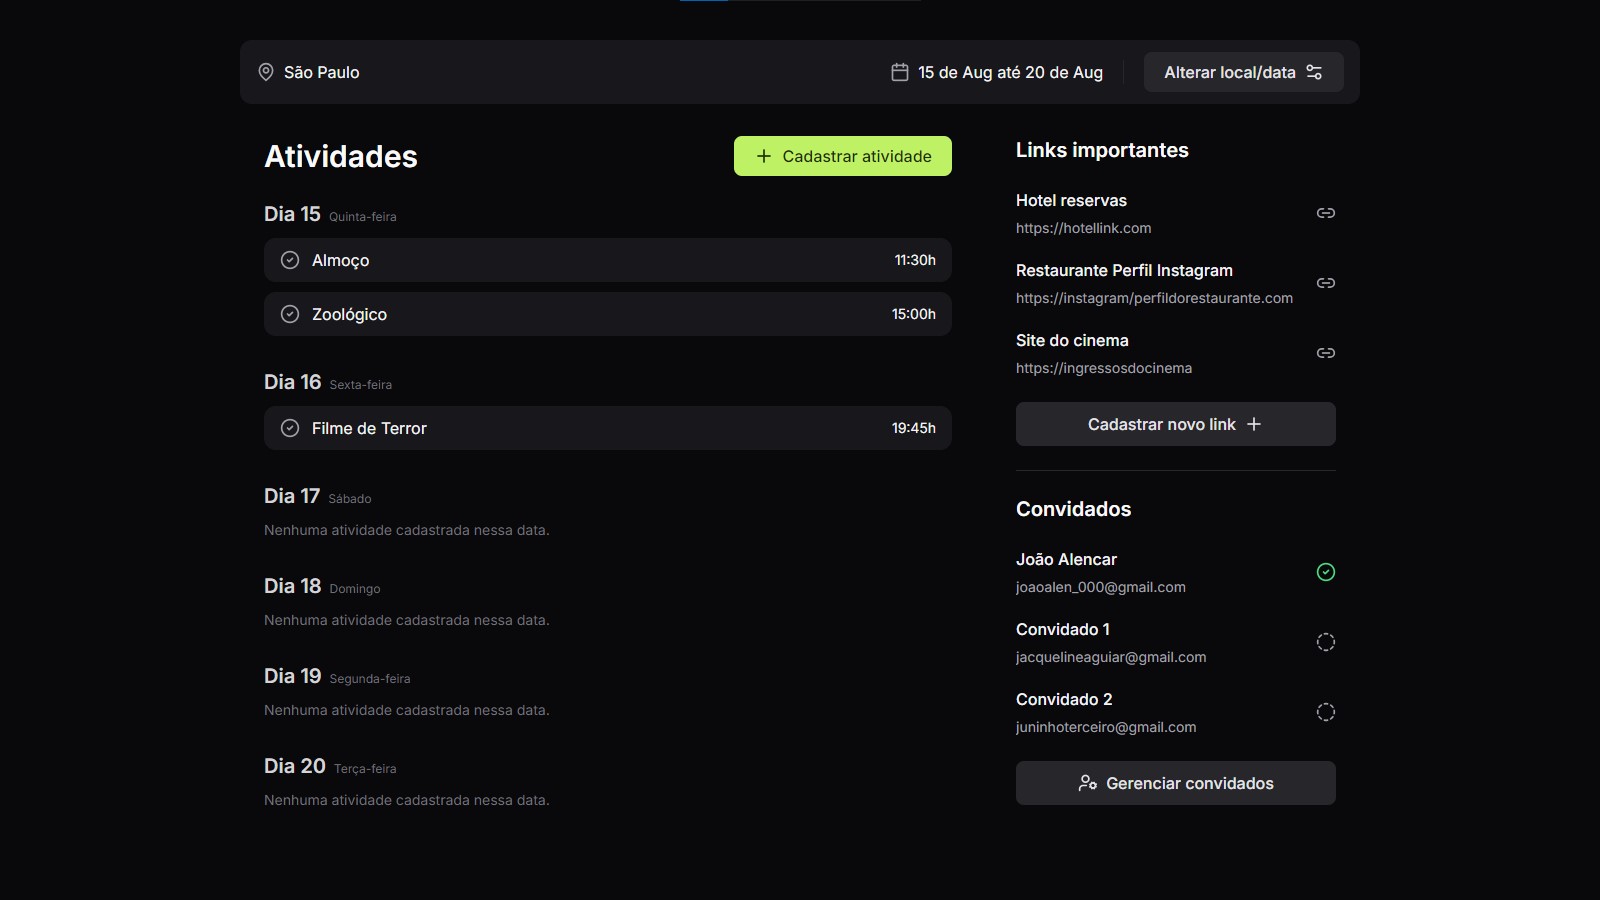 São Paulo
15 de Aug até 20 de Aug
Alterar local/data
Atividades
Cadastrar atividade
Dia 15 Quinta-feira
Almoço 11:30h
Zoológico 15:00h
Dia 16 Sexta-feira
Filme de Terror 19:45h
Dia 17 Sábado
Nenhuma atividade cadastrada nessa data.
Dia 18 Domingo
Nenhuma atividade cadastrada nessa data.
Dia 19 Segunda-feira
Nenhuma atividade cadastrada nessa data.
Dia 20 Terça-feira
Nenhuma atividade cadastrada nessa data.
Links importantes
Hotel reservas
https://hotellink.com
Restaurante Perfil Instagram
https://instagram/perfildorestaurante.com
Site do cinema
https://ingressosdocinema
Cadastrar novo link
Convidados
João Alencar
joaoalen_000@gmail.com
Convidado 1
jacquelineaguiar@gmail.com
Convidado 2
juninhoterceiro@gmail.com
Gerenciar convidados